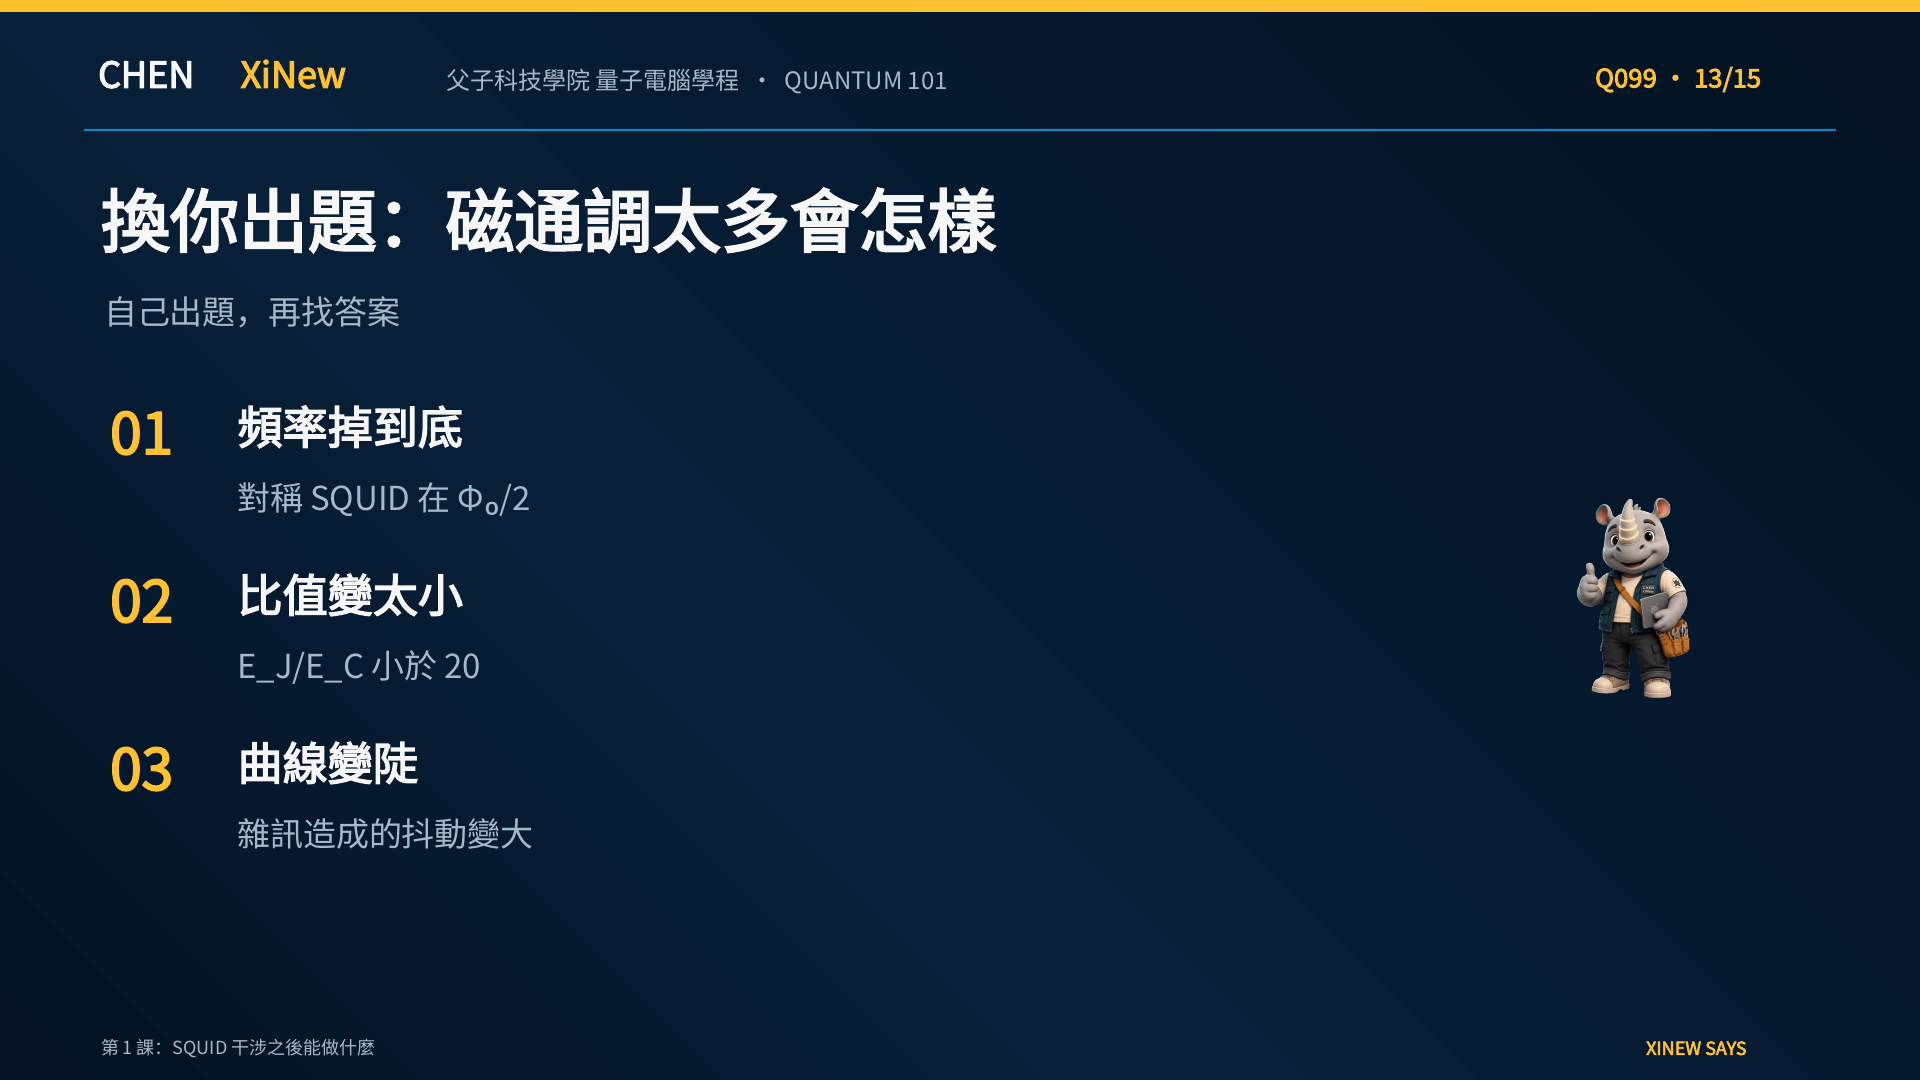 CHEN XiNew 父子科技學院 量子電腦學程 • QUANTUM 101 Q099 • 13/15
換你出題：磁通調太多會怎樣
自己出題，再找答案
01 頻率掉到底
對稱 SQUID 在 Φ₀/2
02 比值變太小
E_J/E_C 小於 20
03 曲線變陡
雜訊造成的抖動變大
第 1 課：SQUID 干涉之後能做什麼 XINEW SAYS